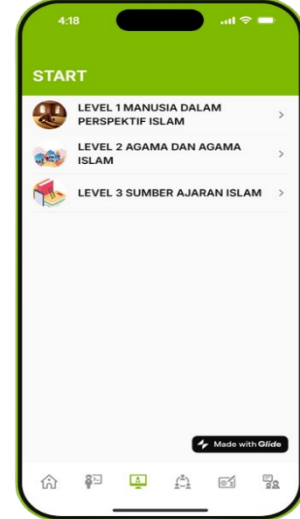 4:18
START
LEVEL 1 MANUSIA DALAM
PERSPEKTIF ISLAM
LEVEL 2 AGAMA DAN AGAMA
ISLAM
LEVEL 3 SUMBER AJARAN ISLAM
Made with Glide